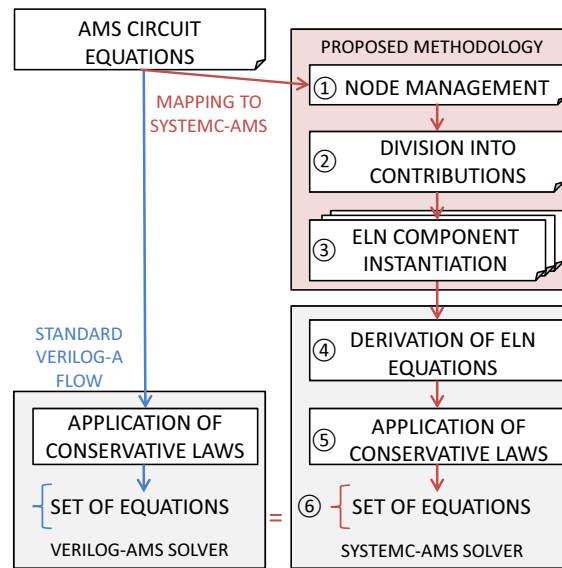 AMS CIRCUIT
EQUATIONS
PROPOSED METHODOLOGY
① NODE MANAGEMENT
MAPPING TO
SYSTEMC-AMS
② DIVISION INTO
CONTRIBUTIONS
③ ELN COMPONENT
INSTANTIATION
STANDARD
VERILOG-A
FLOW
④ DERIVATION OF ELN
EQUATIONS
APPLICATION OF
CONSERVATIVE LAWS
⑤ APPLICATION OF
CONSERVATIVE LAWS
SET OF EQUATIONS
=
⑥ SET OF EQUATIONS
VERILOG-AMS SOLVER
SYSTEMC-AMS SOLVER